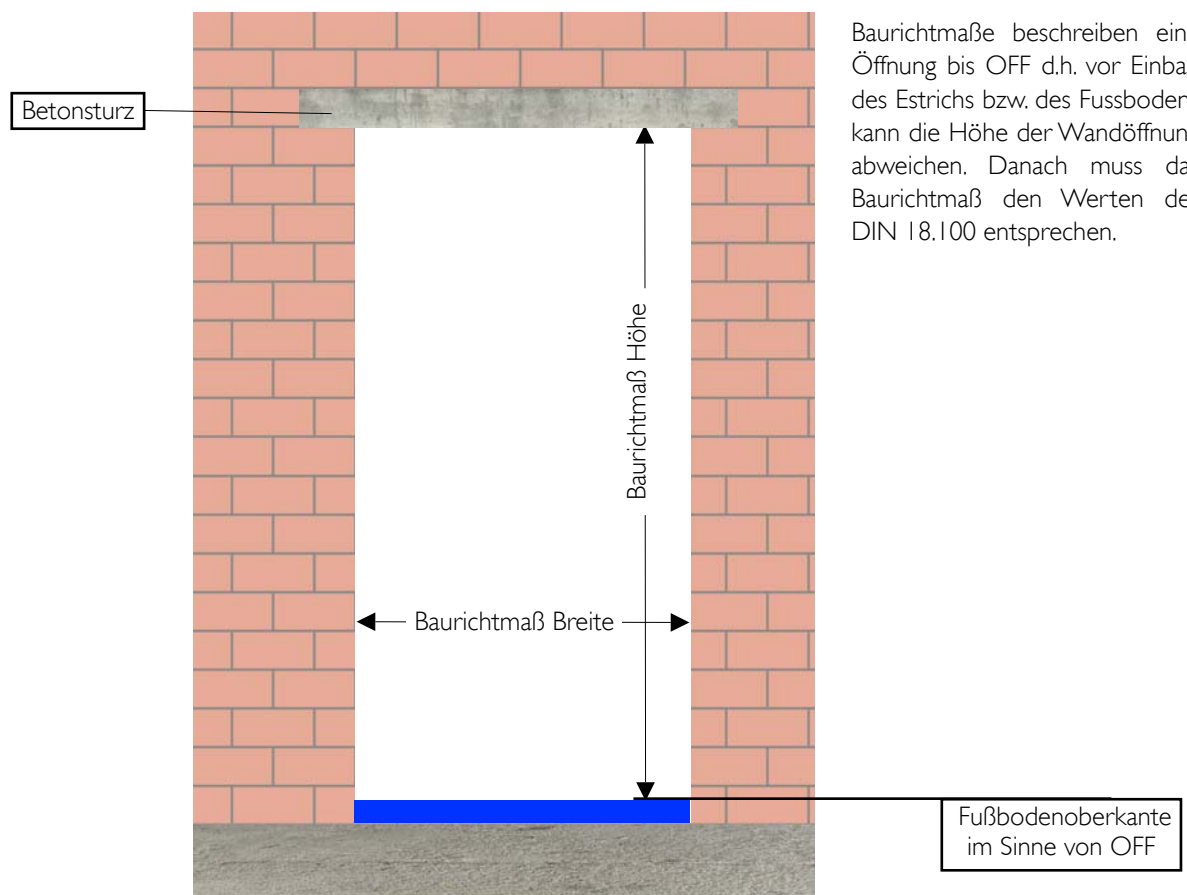 Baurichtmaße beschreiben ein
Öffnung bis OFF d.h. vor Einba
des Estrichs bzw. des Fussboden
kann die Höhe der Wandöffnun
abweichen. Danach muss da
Baurichtmaß den Werten de
DIN 18.100 entsprechen.
Betonsturz
Baurichtmaß Höhe
Baurichtmaß Breite
Fußbodenoberkante
im Sinne von OFF